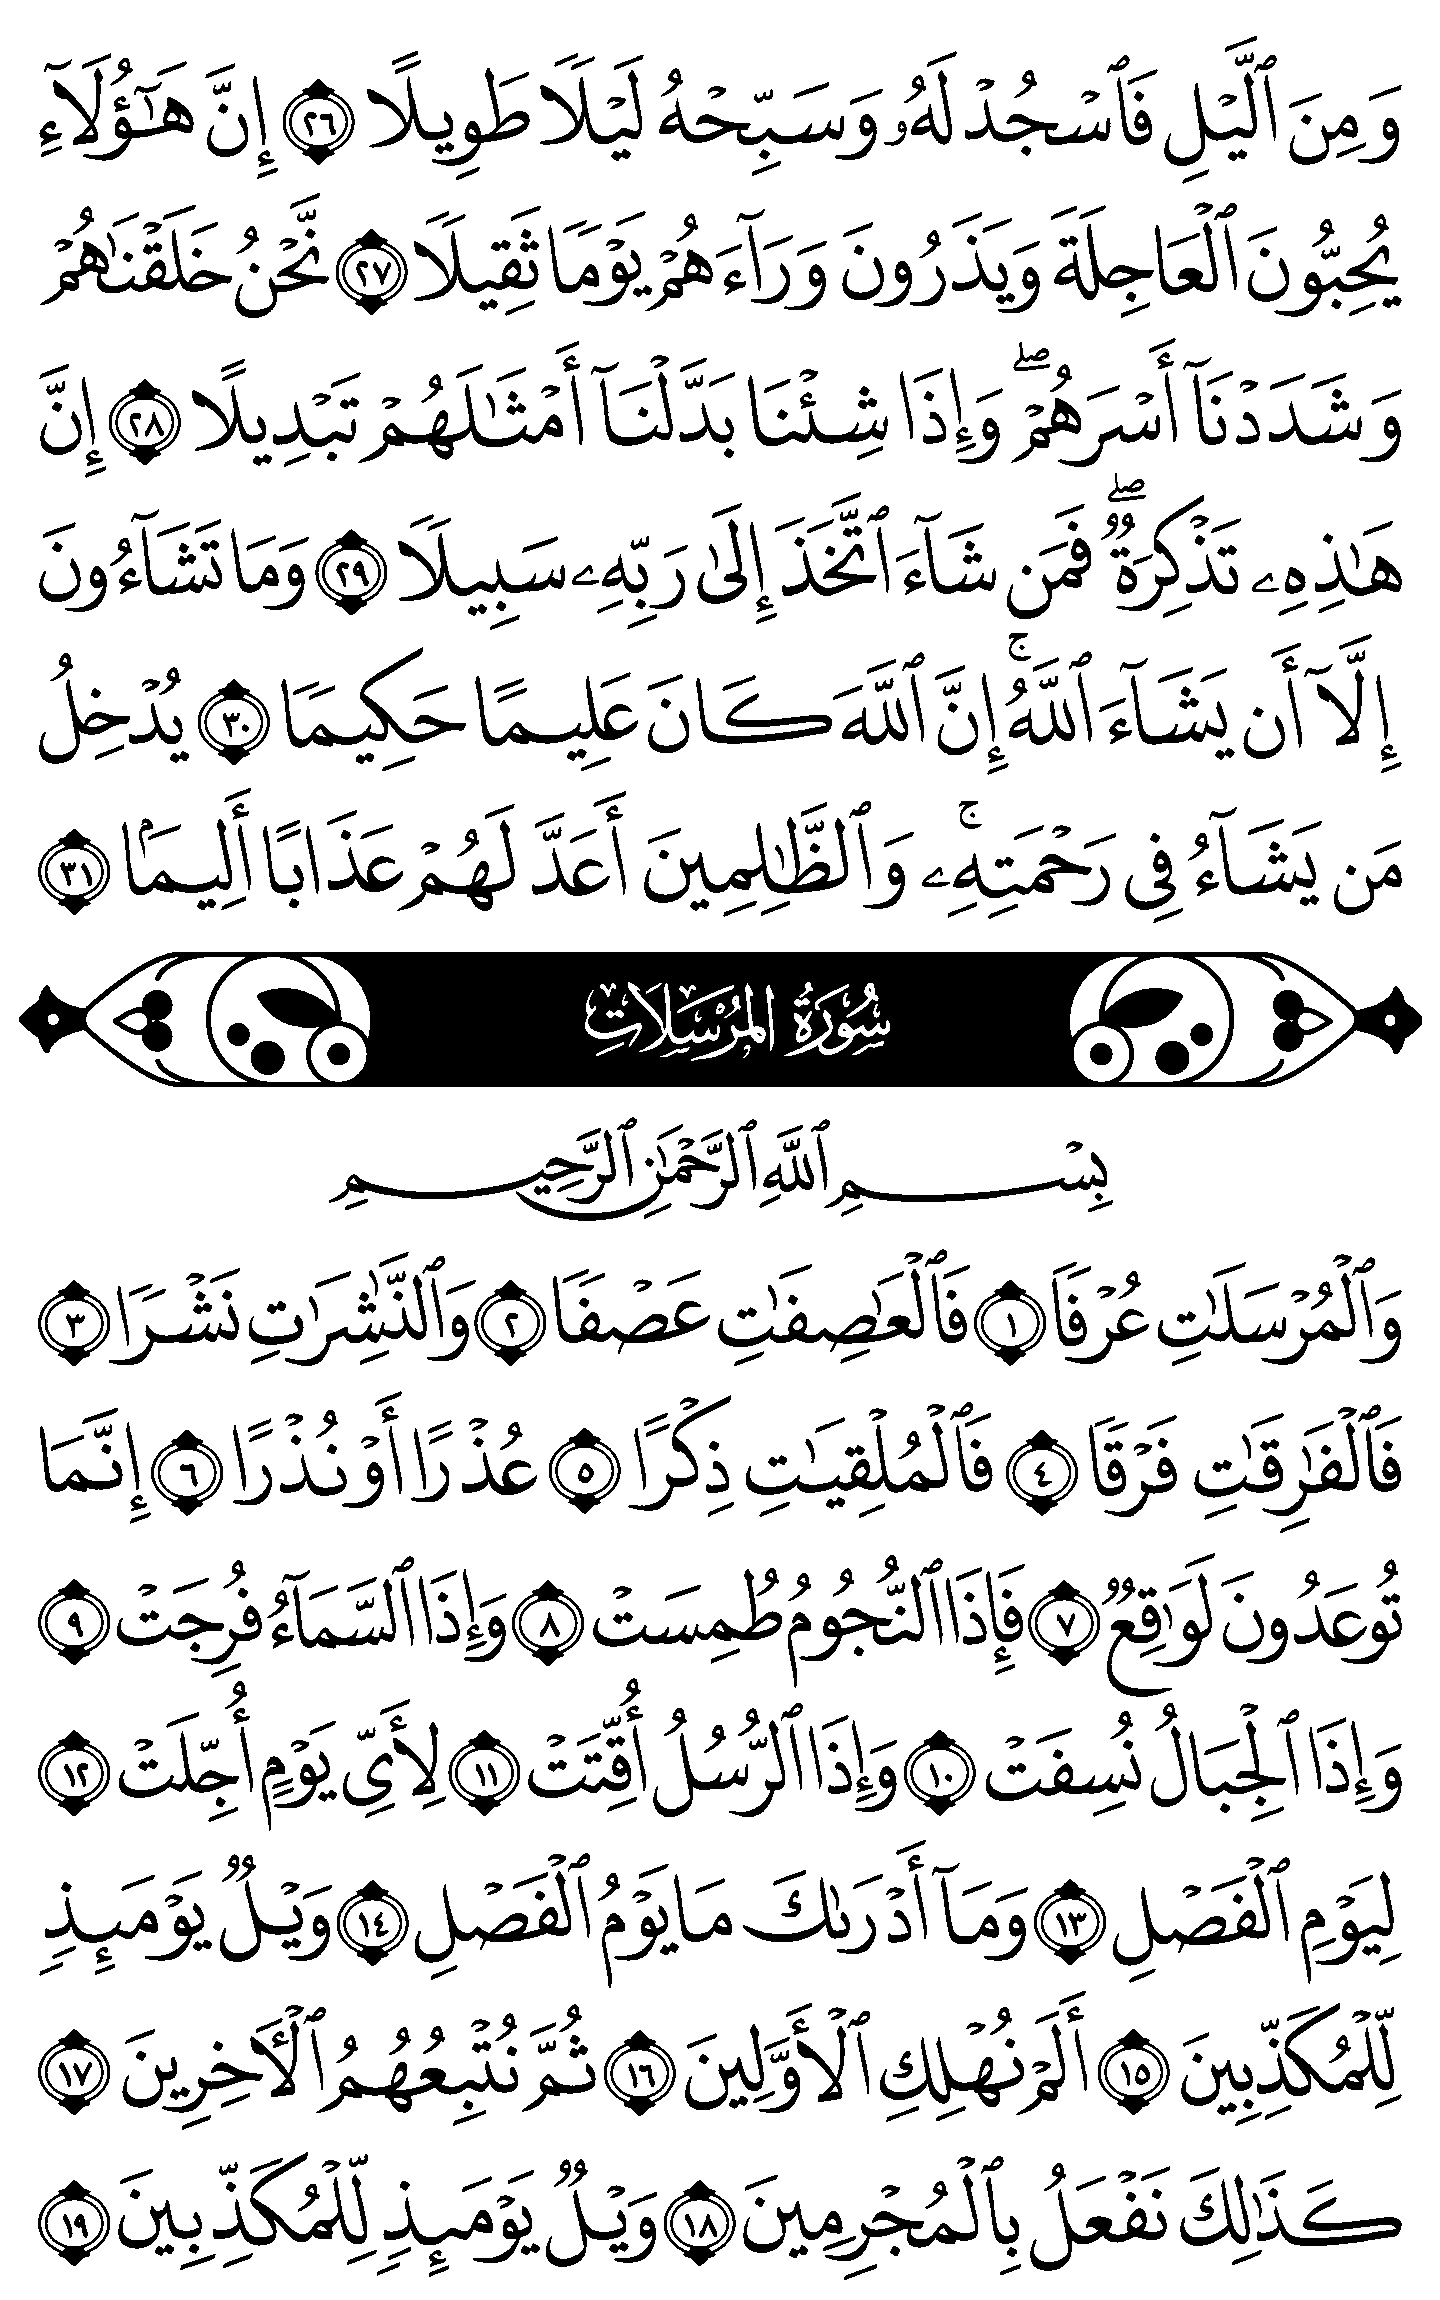 وَمِنَ ٱلَّيۡلِ فَٱسۡجُدۡ لَهُۥ وَسَبِّحۡهُ لَيۡلٗا طَوِيلًا ٢٦ إِنَّ هَٰٓؤُلَآءِ
يُحِبُّونَ ٱلۡعَاجِلَةَ وَيَذَرُونَ وَرَآءَهُمۡ يَوۡمٗا ثَقِيلٗا ٢٧ نَّحۡنُ خَلَقۡنَٰهُمۡ
وَشَدَدۡنَآ أَسۡرَهُمۡۖ وَإِذَا شِئۡنَا بَدَّلۡنَآ أَمۡثَٰلَهُمۡ تَبۡدِيلًا ٢٨ إِنَّ
هَٰذِهِۦ تَذۡكِرَةٞۖ فَمَن شَآءَ ٱتَّخَذَ إِلَىٰ رَبِّهِۦ سَبِيلٗا ٢٩ وَمَا تَشَآءُونَ
إِلَّآ أَن يَشَآءَ ٱللَّهُۚ إِنَّ ٱللَّهَ كَانَ عَلِيمًا حَكِيمٗا ٣٠ يُدۡخِلُ
مَن يَشَآءُ فِي رَحۡمَتِهِۦۚ وَٱلظَّٰلِمِينَ أَعَدَّ لَهُمۡ عَذَابًا أَلِيمَۢا ٣١
سُورَةُ المُرْسَلَاتِ
بِسۡمِ ٱللَّهِ ٱلرَّحۡمَٰنِ ٱلرَّحِيمِ
وَٱلۡمُرۡسَلَٰتِ عُرۡفٗا ١ فَٱلۡعَٰصِفَٰتِ عَصۡفٗا ٢ وَٱلنَّٰشِرَٰتِ نَشۡرٗا ٣
فَٱلۡفَٰرِقَٰتِ فَرۡقٗا ٤ فَٱلۡمُلۡقِيَٰتِ ذِكۡرًا ٥ عُذۡرًا أَوۡ نُذۡرًا ٦ إِنَّمَا
تُوعَدُونَ لَوَٰقِعٞ ٧ فَإِذَا ٱلنُّجُومُ طُمِسَتۡ ٨ وَإِذَا ٱلسَّمَآءُ فُرِجَتۡ ٩
وَإِذَا ٱلۡجِبَالُ نُسِفَتۡ ١٠ وَإِذَا ٱلرُّسُلُ أُقِّتَتۡ ١١ لِأَيِّ يَوۡمٍ أُجِّلَتۡ ١٢
لِيَوۡمِ ٱلۡفَصۡلِ ١٣ وَمَآ أَدۡرَىٰكَ مَا يَوۡمُ ٱلۡفَصۡلِ ١٤ وَيۡلٞ يَوۡمَئِذٖ
لِّلۡمُكَذِّبِينَ ١٥ أَلَمۡ نُهۡلِكِ ٱلۡأَوَّلِينَ ١٦ ثُمَّ نُتۡبِعُهُمُ ٱلۡأٓخِرِينَ ١٧
كَذَٰلِكَ نَفۡعَلُ بِٱلۡمُجۡرِمِينَ ١٨ وَيۡلٞ يَوۡمَئِذٖ لِّلۡمُكَذِّبِينَ ١٩